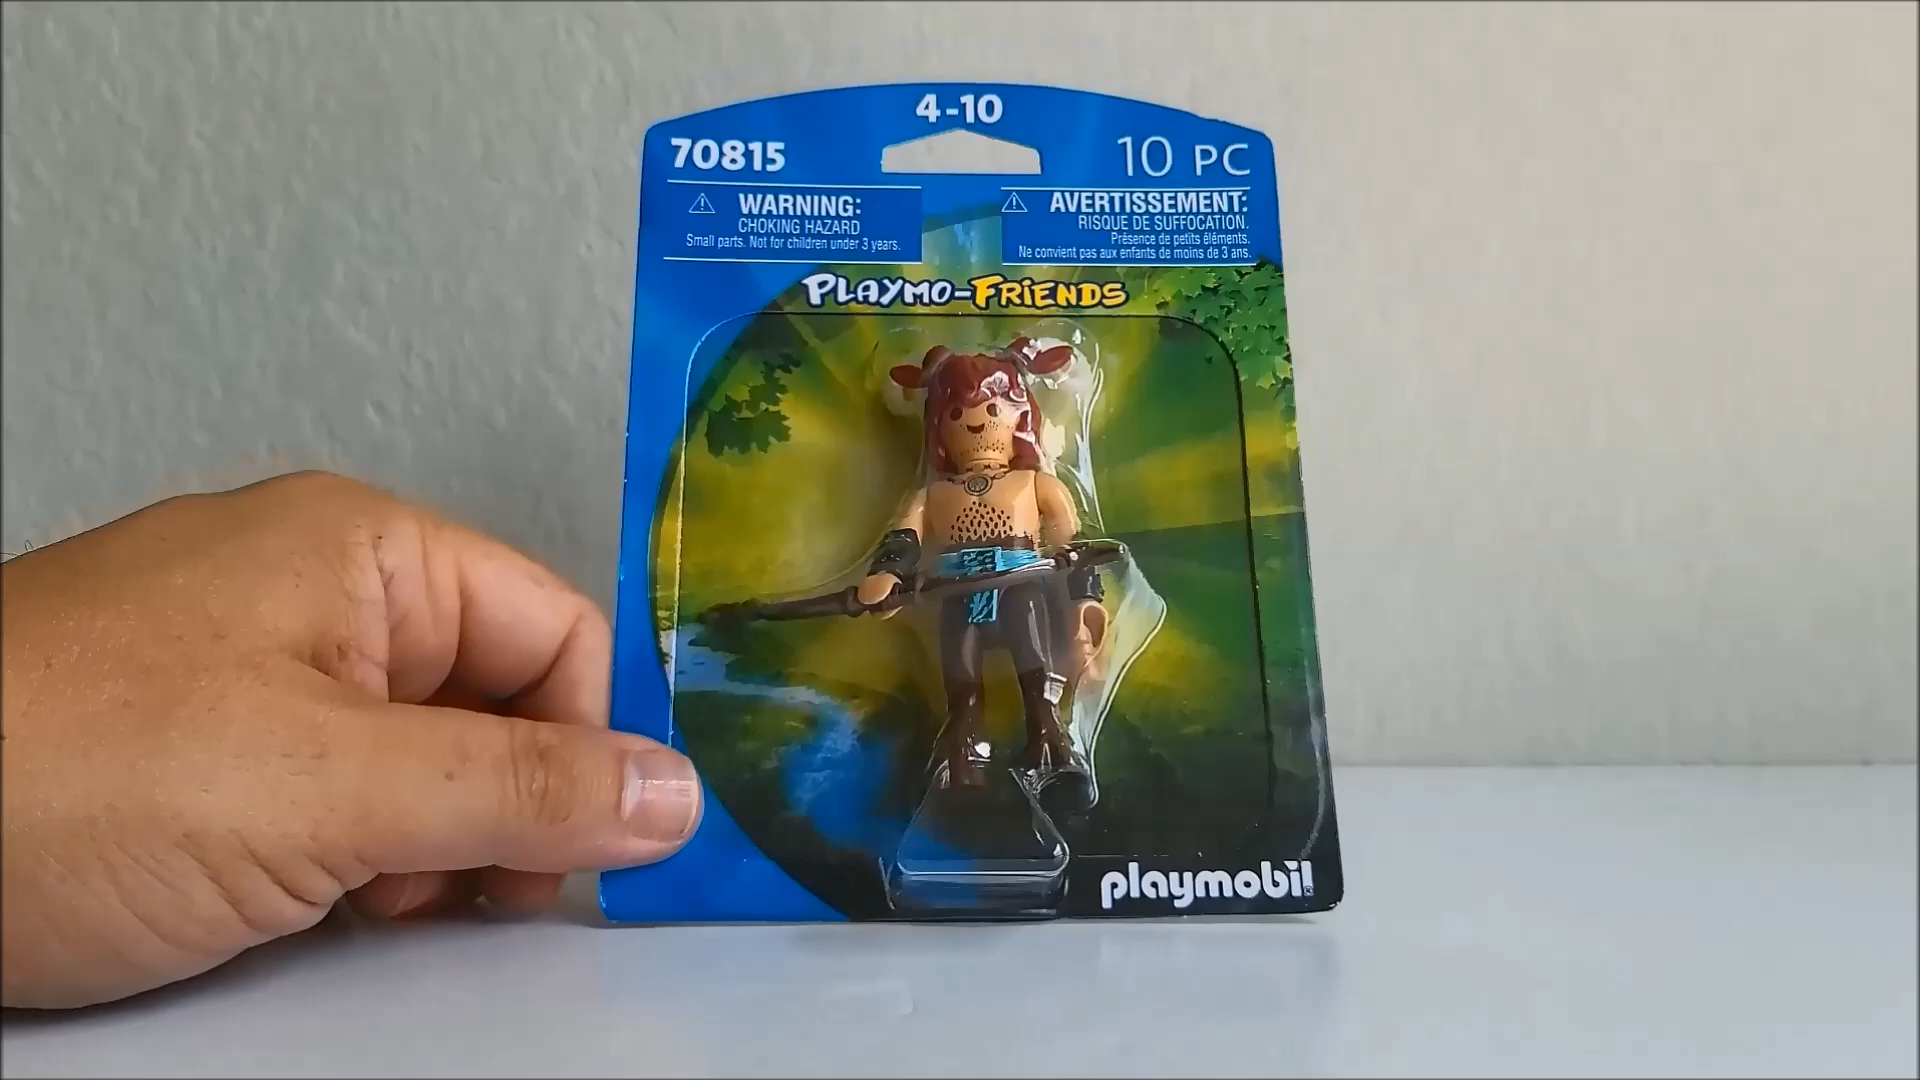 4-10
70815
10 PC
WARNING:
CHOKING HAZARD
Small parts. Not for children under 3 years.
AVERTISSEMENT:
RISQUE DE SUFFOCATION.
Présence de petits éléments.
Ne convient pas aux enfants de moins de 3 ans.
PLAYMO-FRiENDS
playmobil